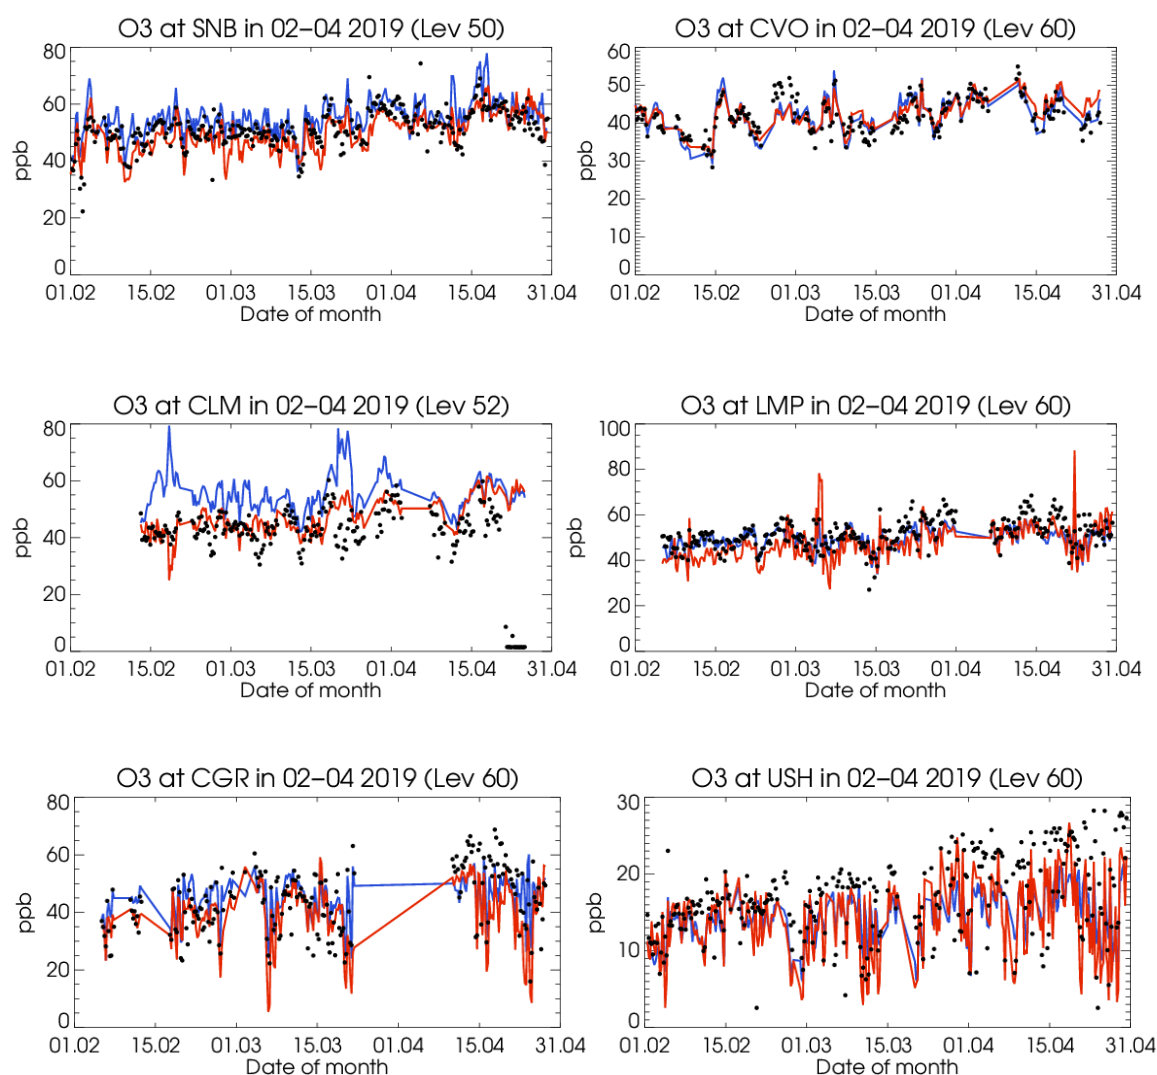 O3 at SNB in 02–04 2019 (Lev 50)
80
60
40
20
0
ppb
01.02 15.02 01.03 15.03 01.04 15.04 31.04
Date of month
O3 at CVO in 02–04 2019 (Lev 60)
60
50
40
30
20
10
0
ppb
01.02 15.02 01.03 15.03 01.04 15.04 31.04
Date of month
O3 at CLM in 02–04 2019 (Lev 52)
80
60
40
20
0
ppb
01.02 15.02 01.03 15.03 01.04 15.04 31.04
Date of month
O3 at LMP in 02–04 2019 (Lev 60)
100
80
60
40
20
0
ppb
01.02 15.02 01.03 15.03 01.04 15.04 31.04
Date of month
O3 at CGR in 02–04 2019 (Lev 60)
80
60
40
20
0
ppb
01.02 15.02 01.03 15.03 01.04 15.04 31.04
Date of month
O3 at USH in 02–04 2019 (Lev 60)
30
20
10
0
ppb
01.02 15.02 01.03 15.03 01.04 15.04 31.04
Date of month